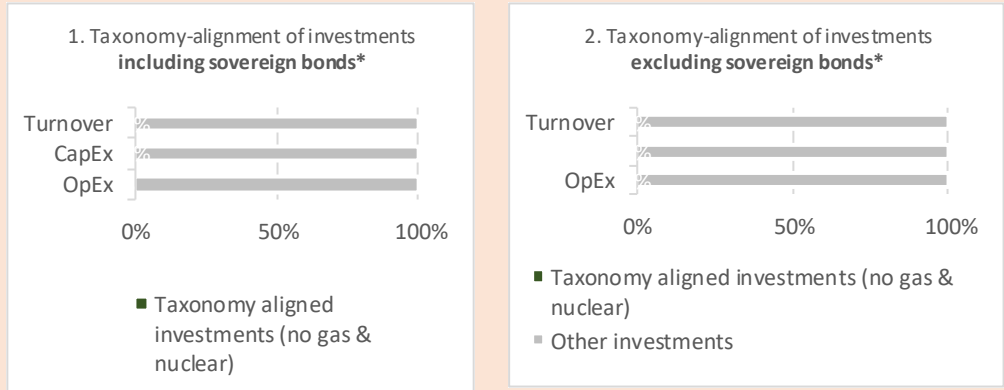 1. Taxonomy-alignment of investments
including sovereign bonds*
Turnover
%
CapEx
%
OpEx
0%
50%
100%
Taxonomy aligned
investments (no gas &
nuclear)
2. Taxonomy-alignment of investments
excluding sovereign bonds*
Turnover
%
%
OpEx
%
0%
50%
100%
Taxonomy aligned investments (no gas &
nuclear)
Other investments